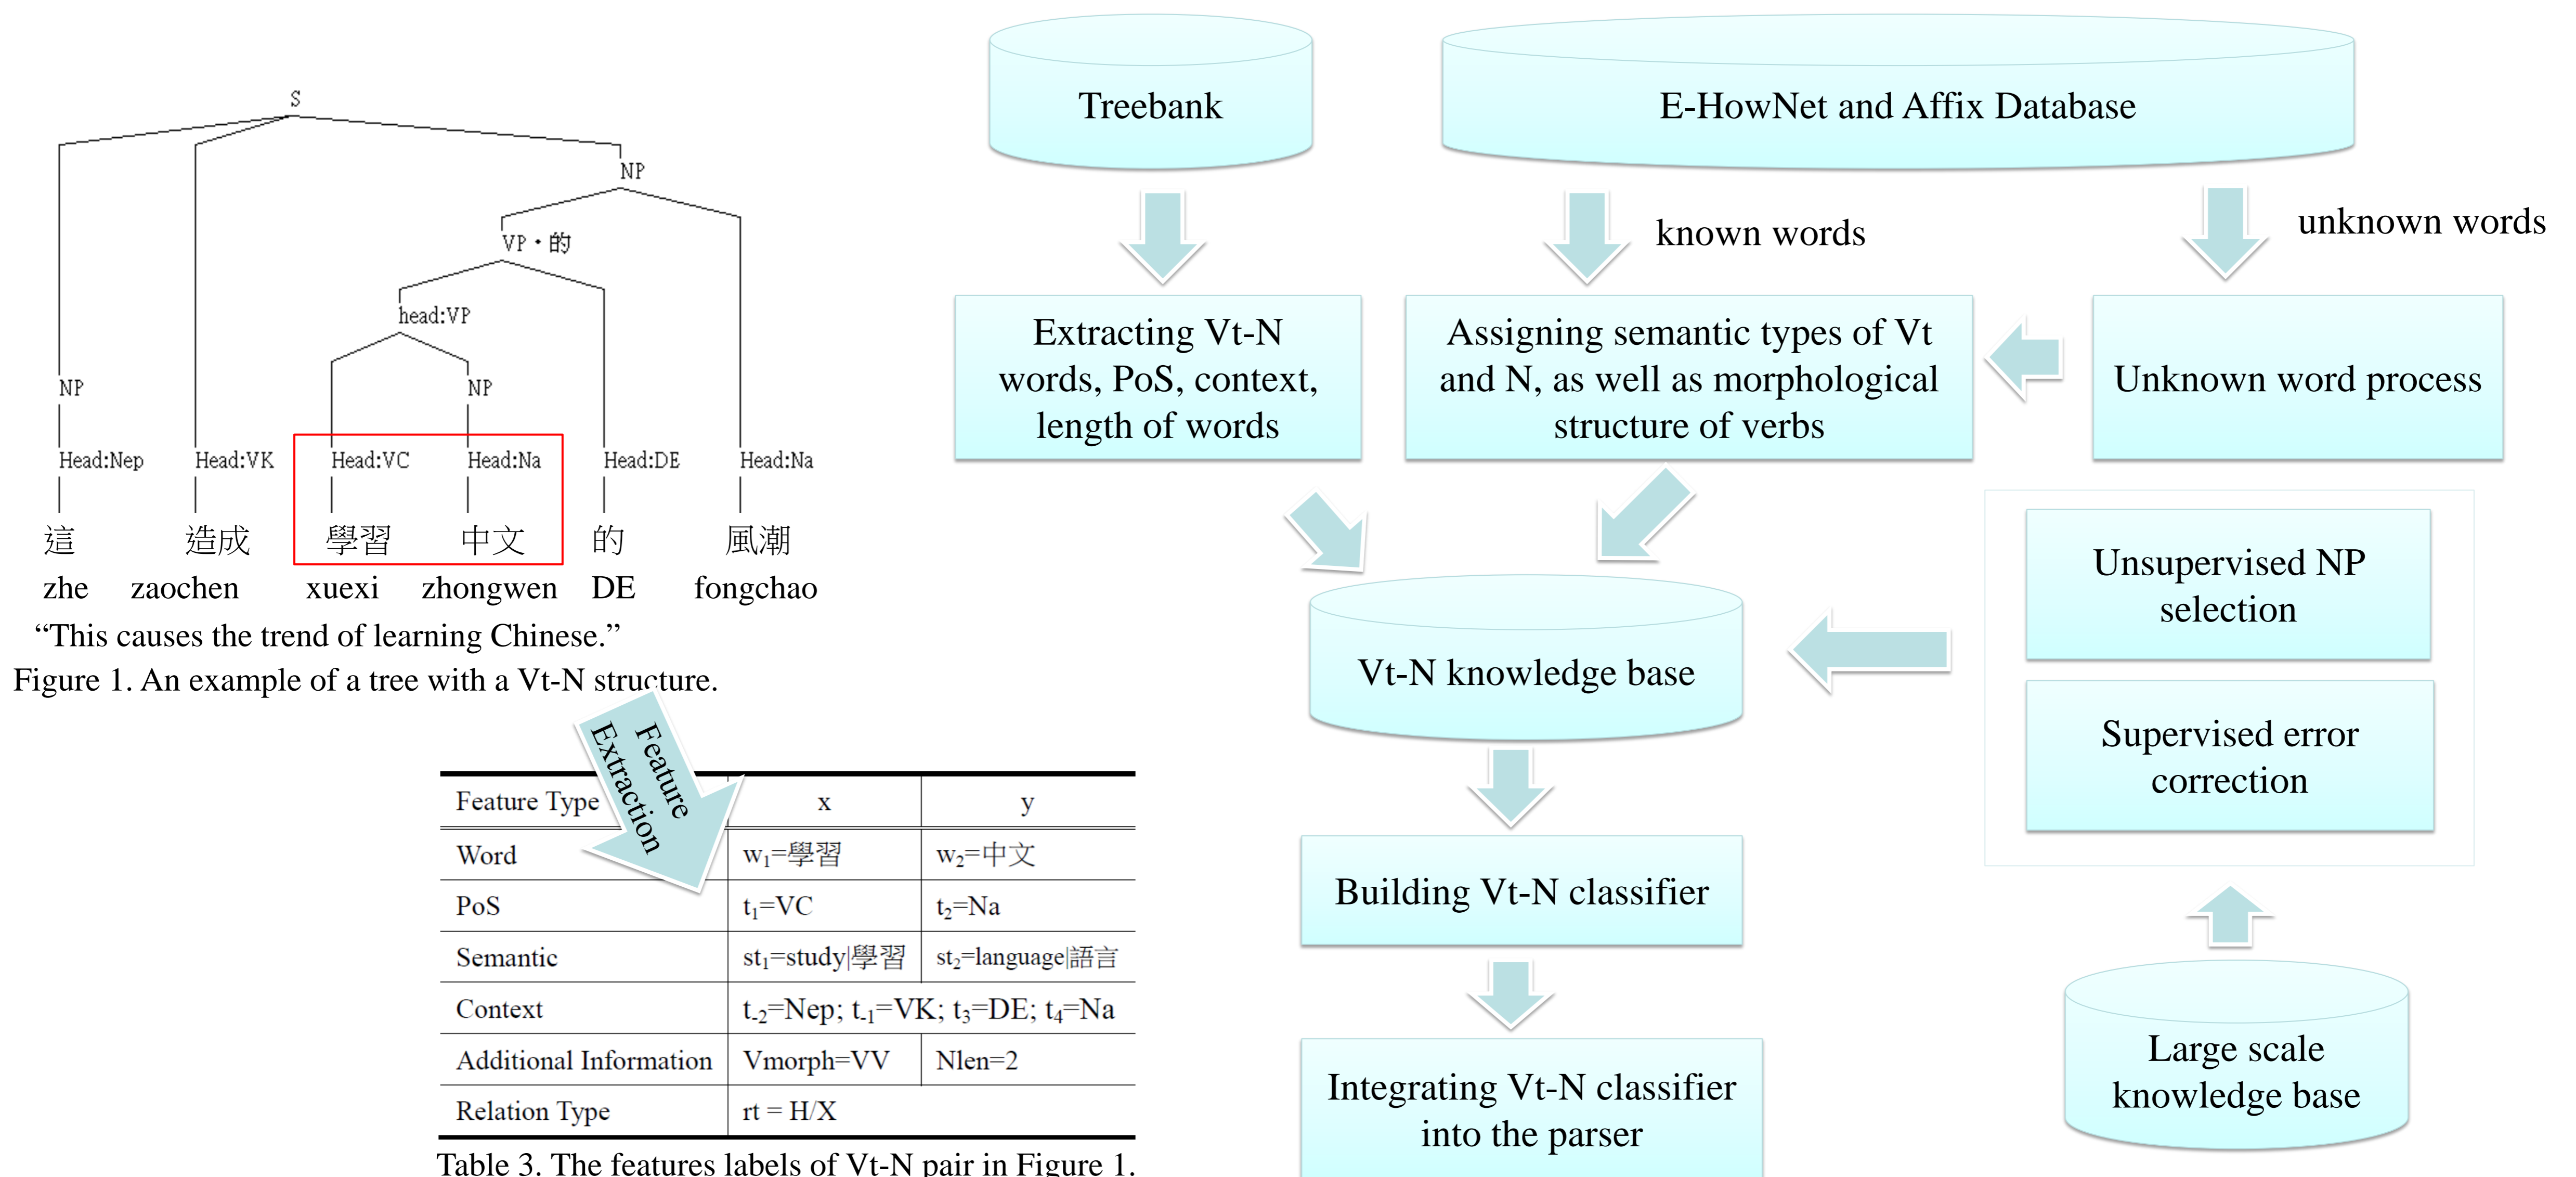 S
NP
VP・的
head:VP
NP
NP
Head:Nep Head:VK Head:VC Head:Na Head:DE Head:Na
這 造成 學習 中文 的 風潮
zhe zaochen xuexi zhongwen DE fongchao
“This causes the trend of learning Chinese.”
Figure 1. An example of a tree with a Vt-N structure.
Feature
Extraction
Feature Type x y
Word w1=學習 w2=中文
PoS t1=VC t2=Na
Semantic st1=study|學習 st2=language|語言
Context t-2=Nep; t-1=VK; t3=DE; t4=Na
Additional Information Vmorph=VV Nlen=2
Relation Type rt = H/X
Table 3. The features labels of Vt-N pair in Figure 1.
Treebank
E-HowNet and Affix Database
known words
unknown words
Extracting Vt-N
words, PoS, context,
length of words
Assigning semantic types of Vt
and N, as well as morphological
structure of verbs
Unknown word process
Unsupervised NP
selection
Supervised error
correction
Vt-N knowledge base
Building Vt-N classifier
Large scale
knowledge base
Integrating Vt-N classifier
into the parser